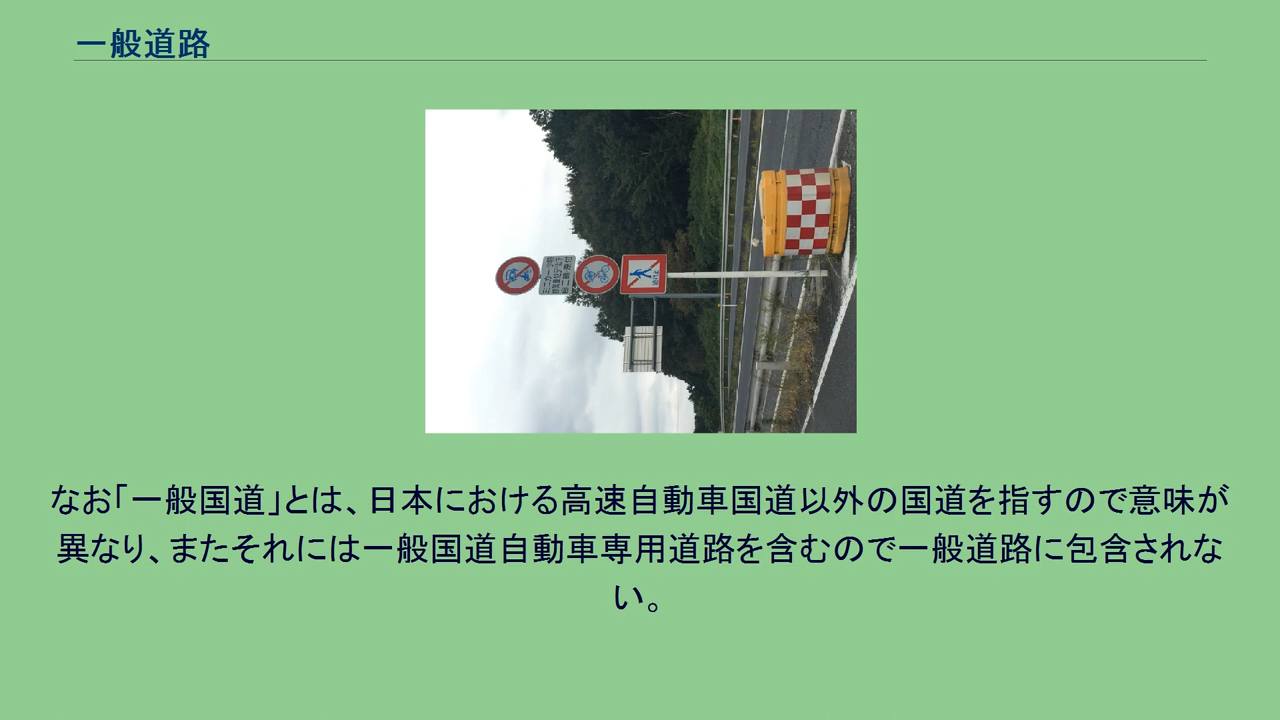 一般道路
なお「一般国道」とは、日本における高速自動車国道以外の国道を指すので意味が
異なり、またそれには一般国道自動車専用道路を含むので一般道路に包含されな
い。